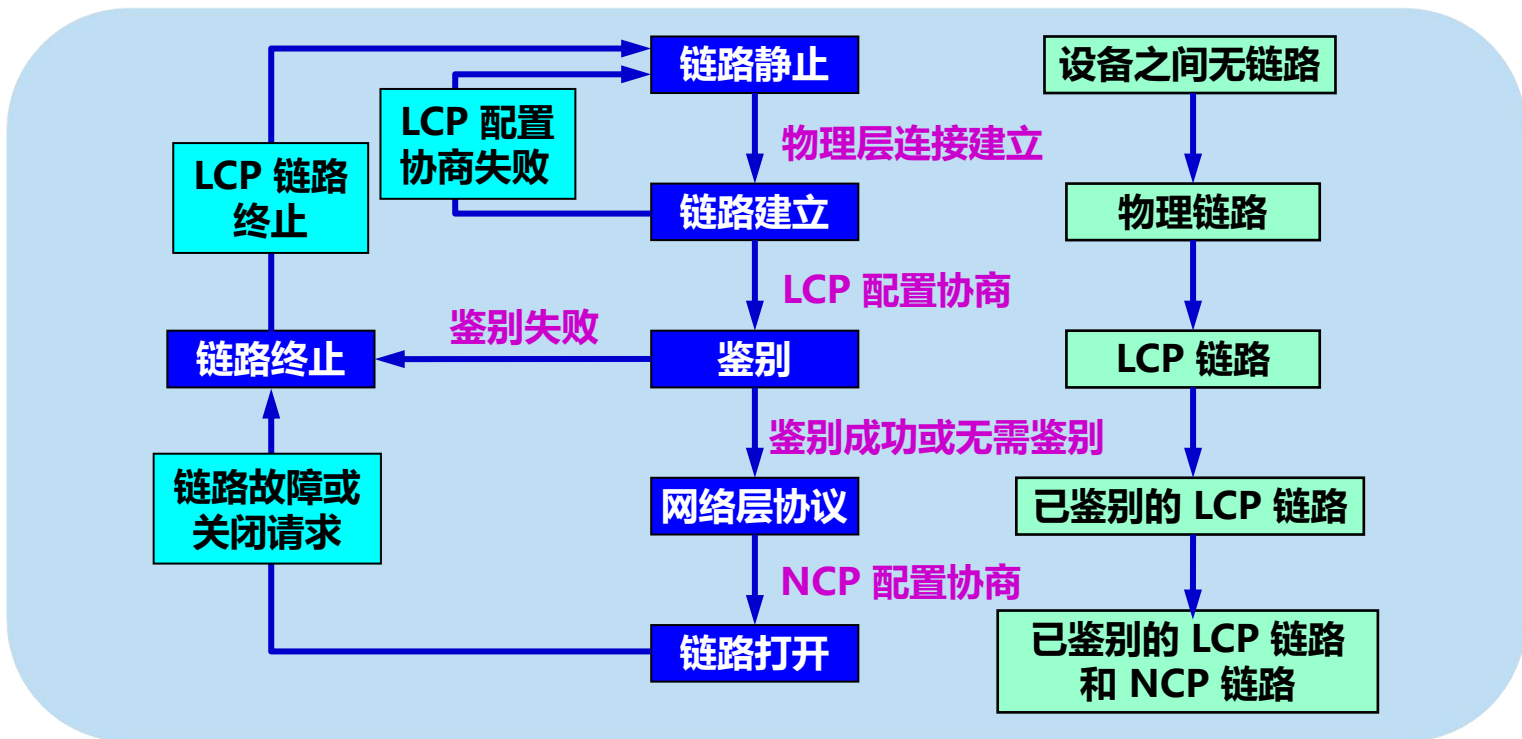 链路静止
设备之间无链路
LCP 配置
协商失败
物理层连接建立
LCP 链路
终止
链路建立
物理链路
LCP 配置协商
鉴别失败
链路终止
鉴别
LCP 链路
鉴别成功或无需鉴别
链路故障或
关闭请求
网络层协议
已鉴别的 LCP 链路
NCP 配置协商
链路打开
已鉴别的 LCP 链路
和 NCP 链路